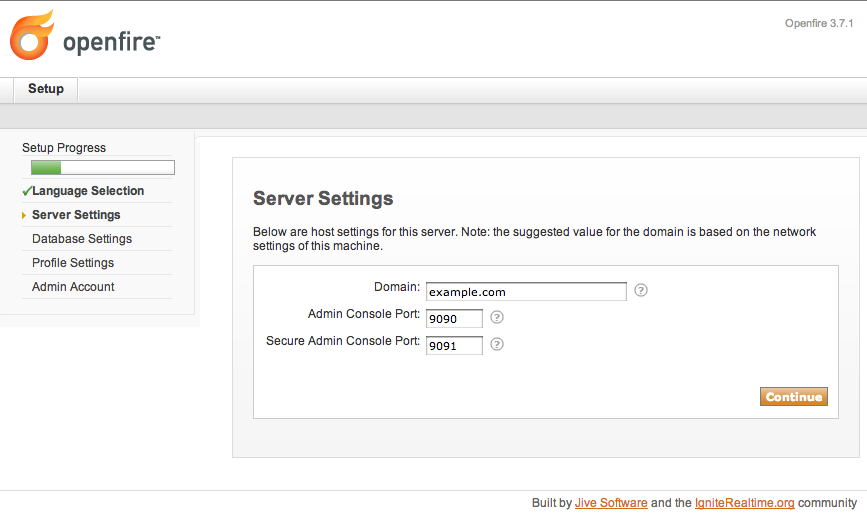 openfire™
Openfire 3.7.1
Setup
Setup Progress
Language Selection
Server Settings
Database Settings
Profile Settings
Admin Account
Server Settings
Below are host settings for this server. Note: the suggested value for the domain is based on the network
settings of this machine.
Domain: example.com ?
Admin Console Port: 9090 ?
Secure Admin Console Port: 9091 ?
Continue
Built by Jive Software and the IgniteRealtime.org community